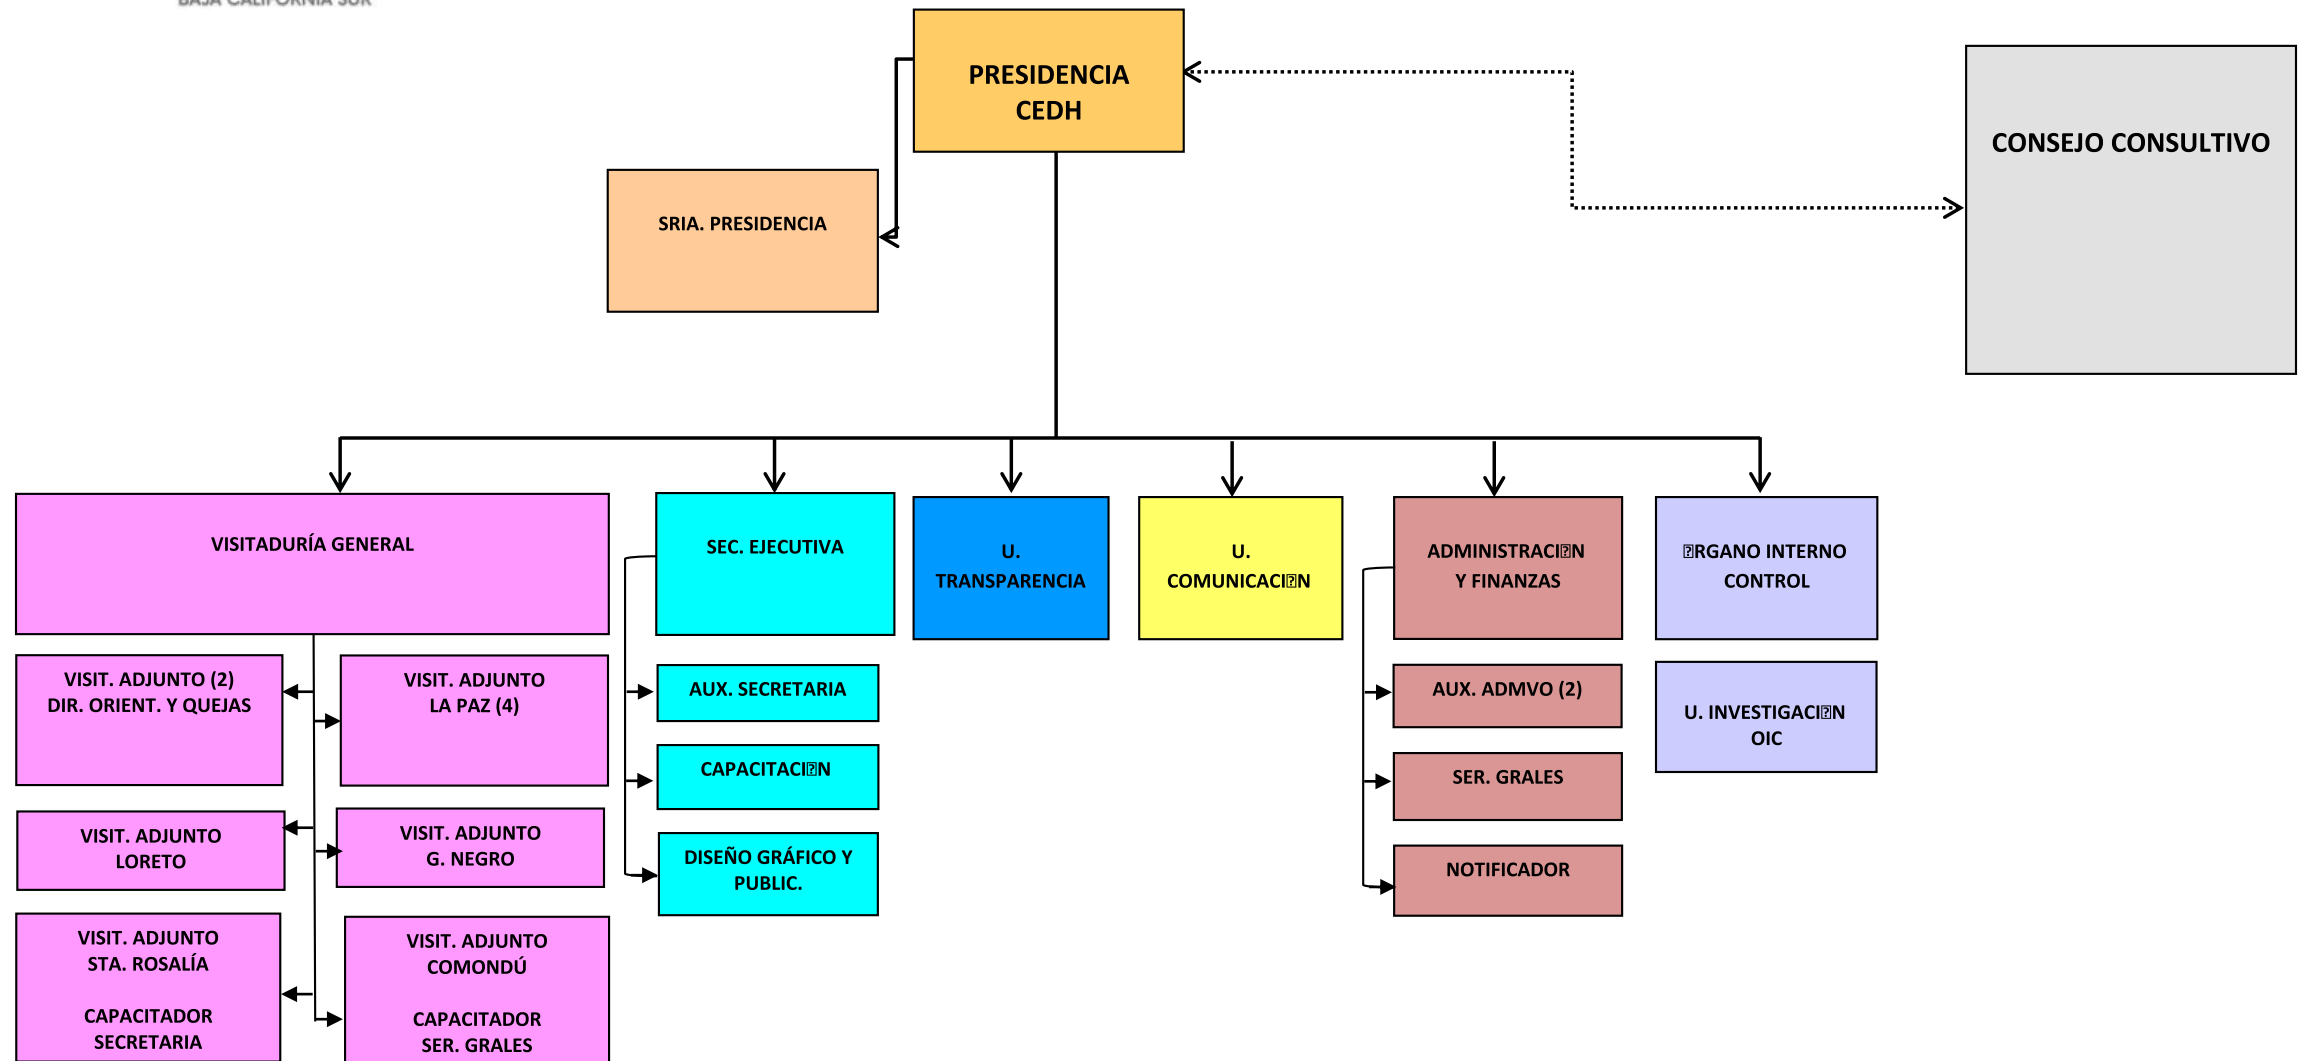 BAJA CALIFORNIA SUR
PRESIDENCIA
CEDH
CONSEJO CONSULTIVO
SRIA. PRESIDENCIA
VISITADURÍA GENERAL
SEC. EJECUTIVA
U.
TRANSPARENCIA
U.
COMUNICACI⍰N
ADMINISTRACI⍰N
Y FINANZAS
⍰RGANO INTERNO
CONTROL
VISIT. ADJUNTO (2)
DIR. ORIENT. Y QUEJAS
VISIT. ADJUNTO
LA PAZ (4)
AUX. SECRETARIA
AUX. ADMVO (2)
U. INVESTIGACI⍰N
OIC
CAPACITACI⍰N
SER. GRALES
VISIT. ADJUNTO
LORETO
VISIT. ADJUNTO
G. NEGRO
DISEÑO GRÁFICO Y
PUBLIC.
NOTIFICADOR
VISIT. ADJUNTO
STA. ROSALÍA
CAPACITADOR
SECRETARIA
VISIT. ADJUNTO
COMONDÚ
CAPACITADOR
SER. GRALES